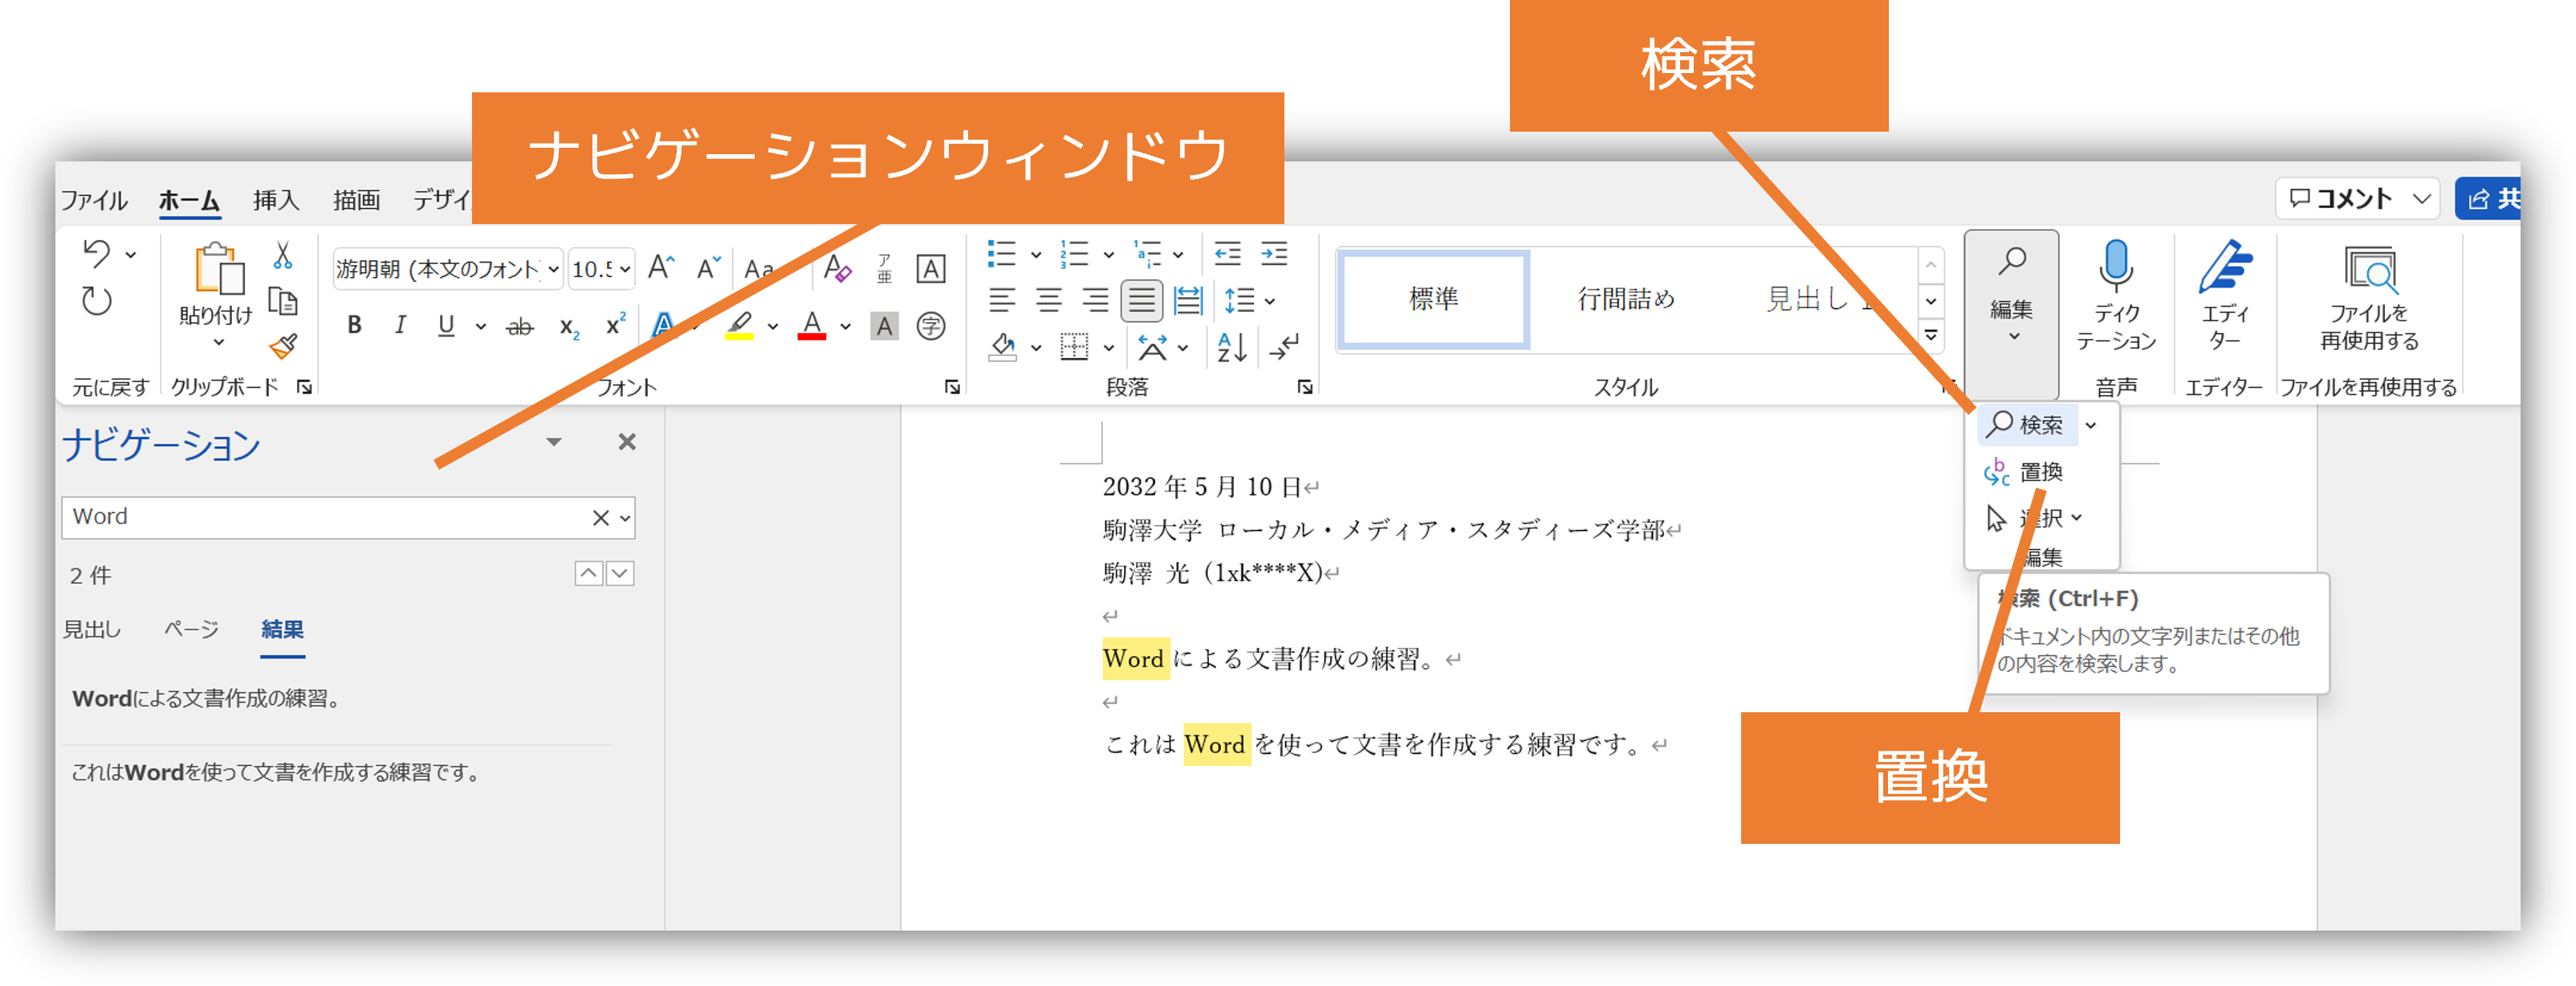 検索
ナビゲーションウィンドウ
ファイル ホーム 挿入 描画 デザイ
コメント 共
貼り付け
游明朝 (本文のフォント) 10.5
A A Aa A ア亜 A
B I U ab x₂ x² A A A 字
標準 行間詰め 見出し 1
編集
ディク
テーション
エディ
ター
ファイルを
再使用する
元に戻す クリップボード フォント 段落 スタイル 音声 エディター ファイルを再使用する
ナビゲーション
Word
2 件
見出し ページ 結果
Wordによる文書作成の練習。
これはWordを使って文書を作成する練習です。
2032 年 5 月 10 日↵
駒澤大学 ローカル・メディア・スタディーズ学部↵
駒澤 光（1xk****X)↵
↵
Word による文書作成の練習。↵
↵
これは Word を使って文書を作成する練習です。↵
検索
置換
選択
編集
検索 (Ctrl+F)
ドキュメント内の文字列またはその他
の内容を検索します。
置換